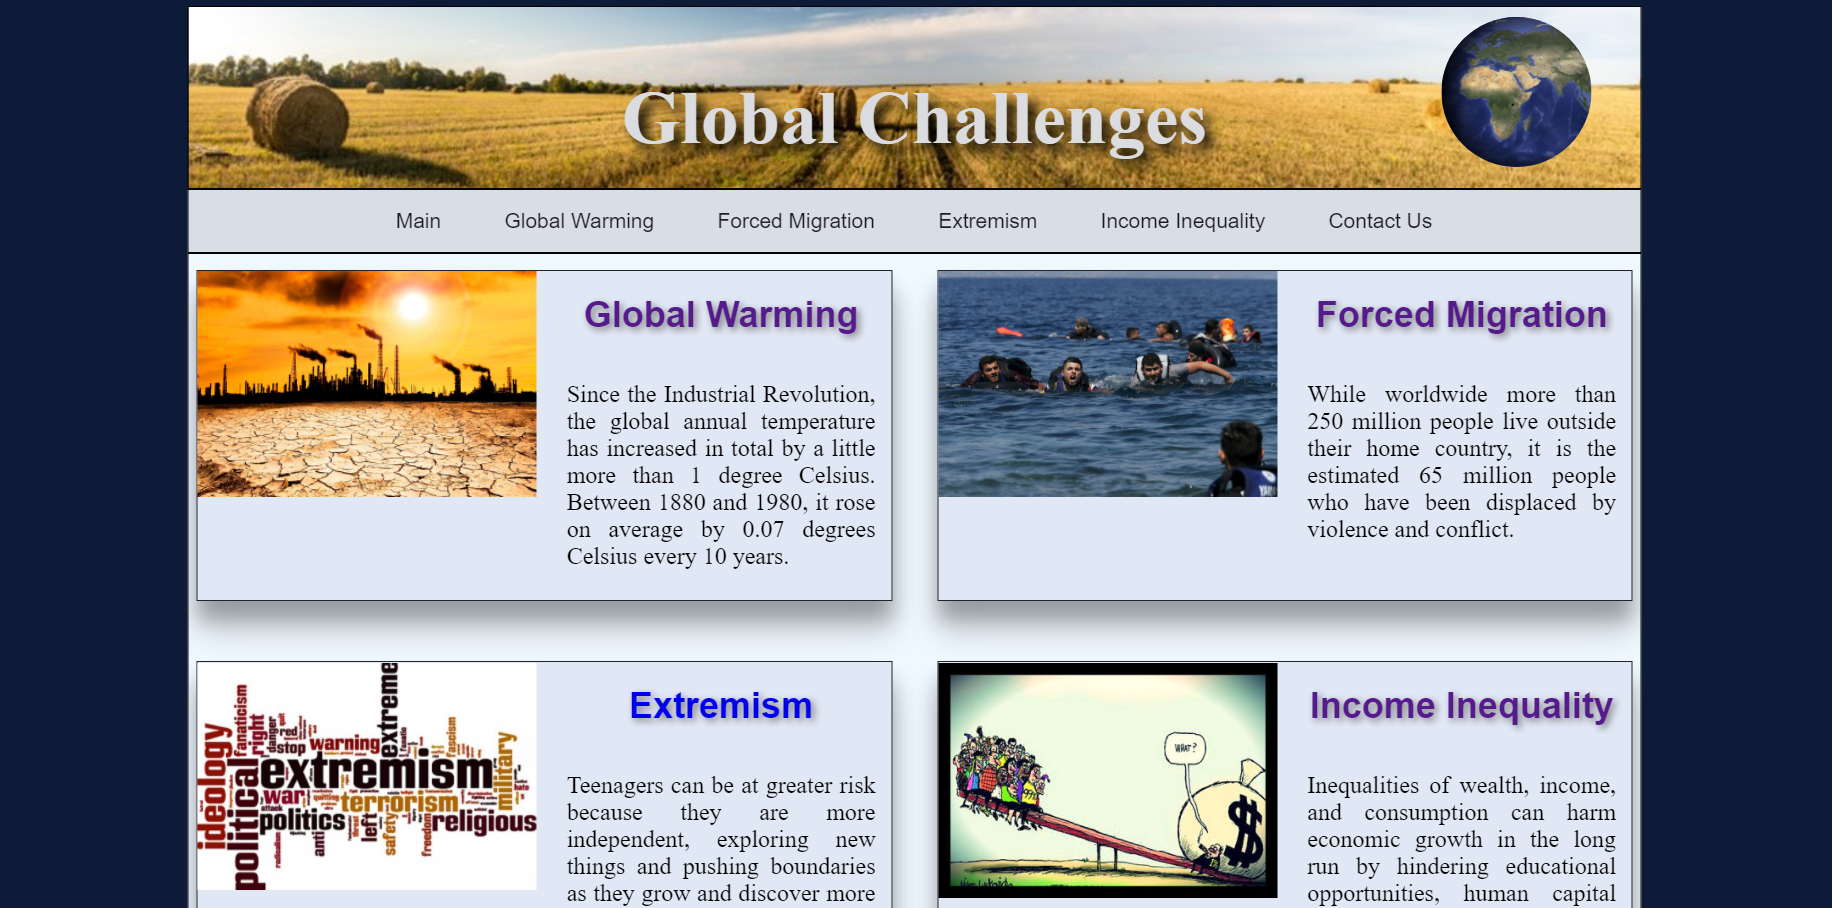 Global Challenges
Main Global Warming Forced Migration Extremism Income Inequality Contact Us
Global Warming
Since the Industrial Revolution,
the global annual temperature
has increased in total by a little
more than 1 degree Celsius.
Between 1880 and 1980, it rose
on average by 0.07 degrees
Celsius every 10 years.
Forced Migration
While worldwide more than
250 million people live outside
their home country, it is the
estimated 65 million people
who have been displaced by
violence and conflict.
extreme
fanaticism
right
danger
quit
red
stop
warning
fascism
ideology
political
extremism
military
war
terrorism
politics
left
safety
freedom
religious
anti
radicalism
hate
Extremism
Teenagers can be at greater risk
because they are more
independent, exploring new
things and pushing boundaries
as they grow and discover more
WHAT?
$
Income Inequality
Inequalities of wealth, income,
and consumption can harm
economic growth in the long
run by hindering educational
opportunities, human capital